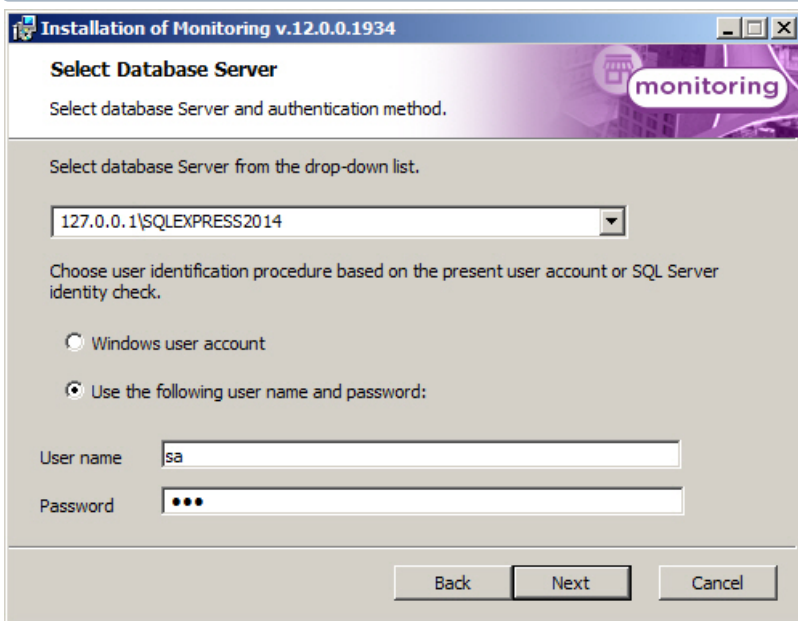 Installation of Monitoring v.12.0.0.1934
Select Database Server
monitoring
Select database Server and authentication method.
Select database Server from the drop-down list.
127.0.0.1\SQLEXPRESS2014
Choose user identification procedure based on the present user account or SQL Server
identity check.
Windows user account
Use the following user name and password:
User name sa
Password •••
Back Next Cancel